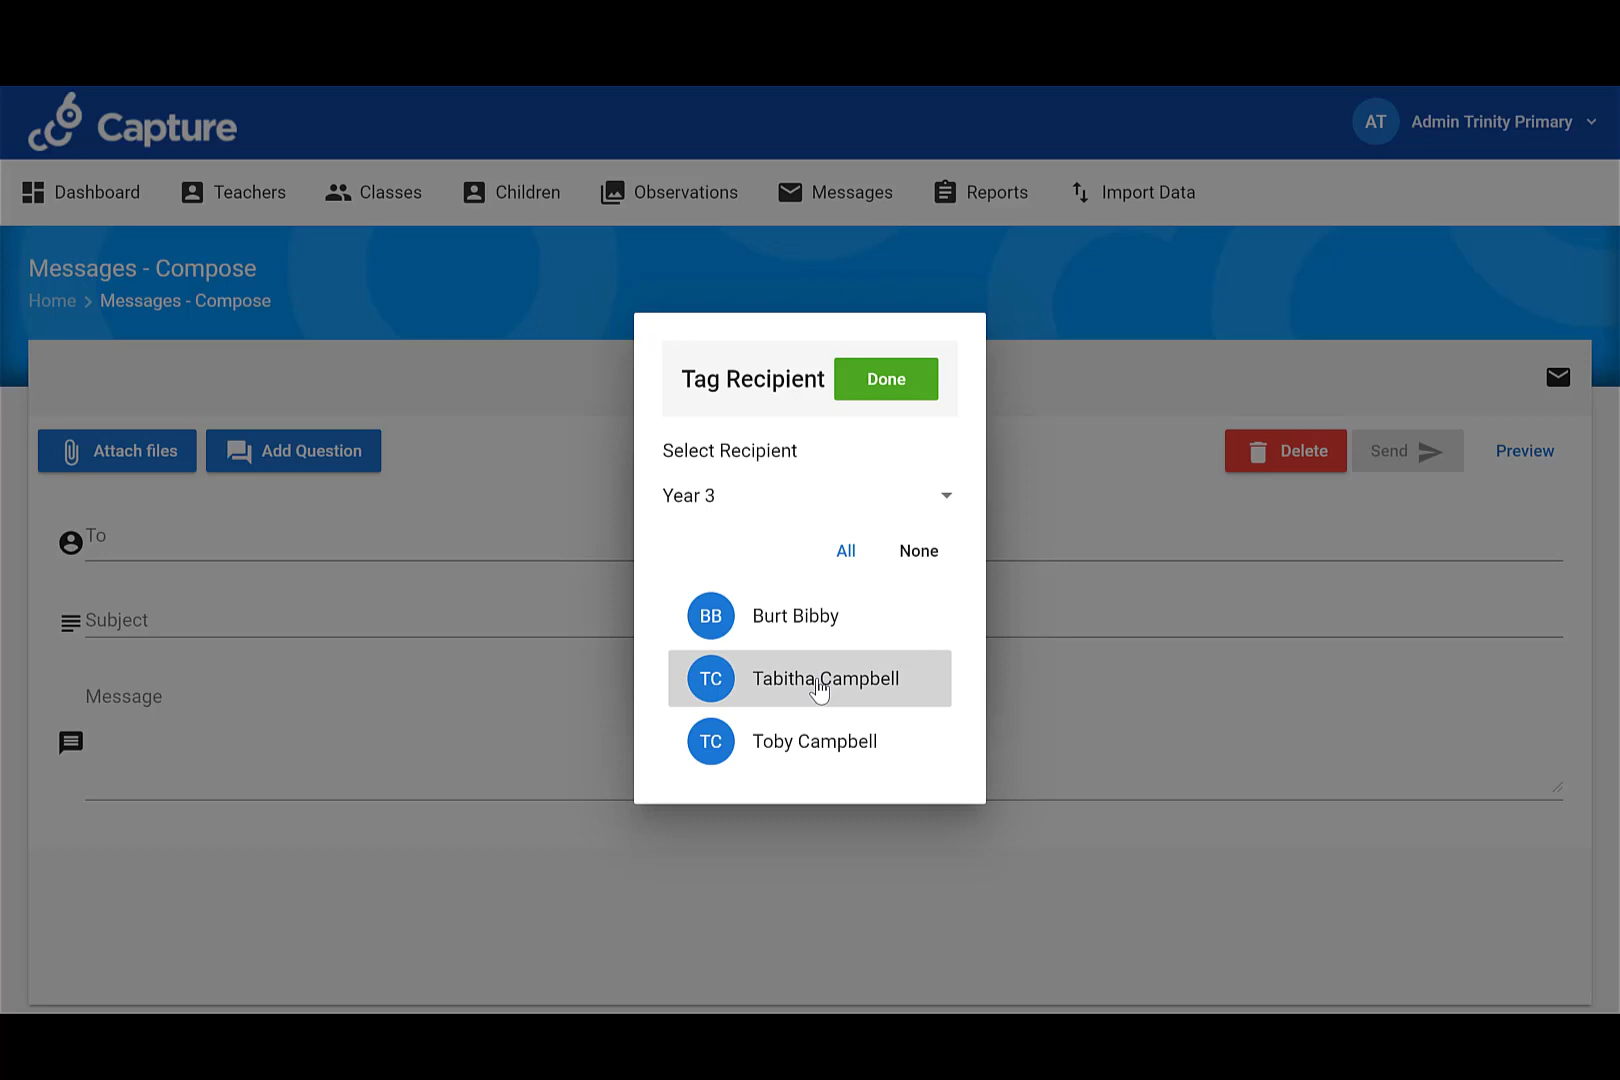 Capture
AT Admin Trinity Primary
Dashboard Teachers Classes Children Observations Messages Reports Import Data
Messages - Compose
Home > Messages - Compose
Tag Recipient Done
Attach files Add Question
Select Recipient
Delete Send Preview
Year 3
To
All None
BB Burt Bibby
Subject
TC Tabitha Campbell
Message
TC Toby Campbell